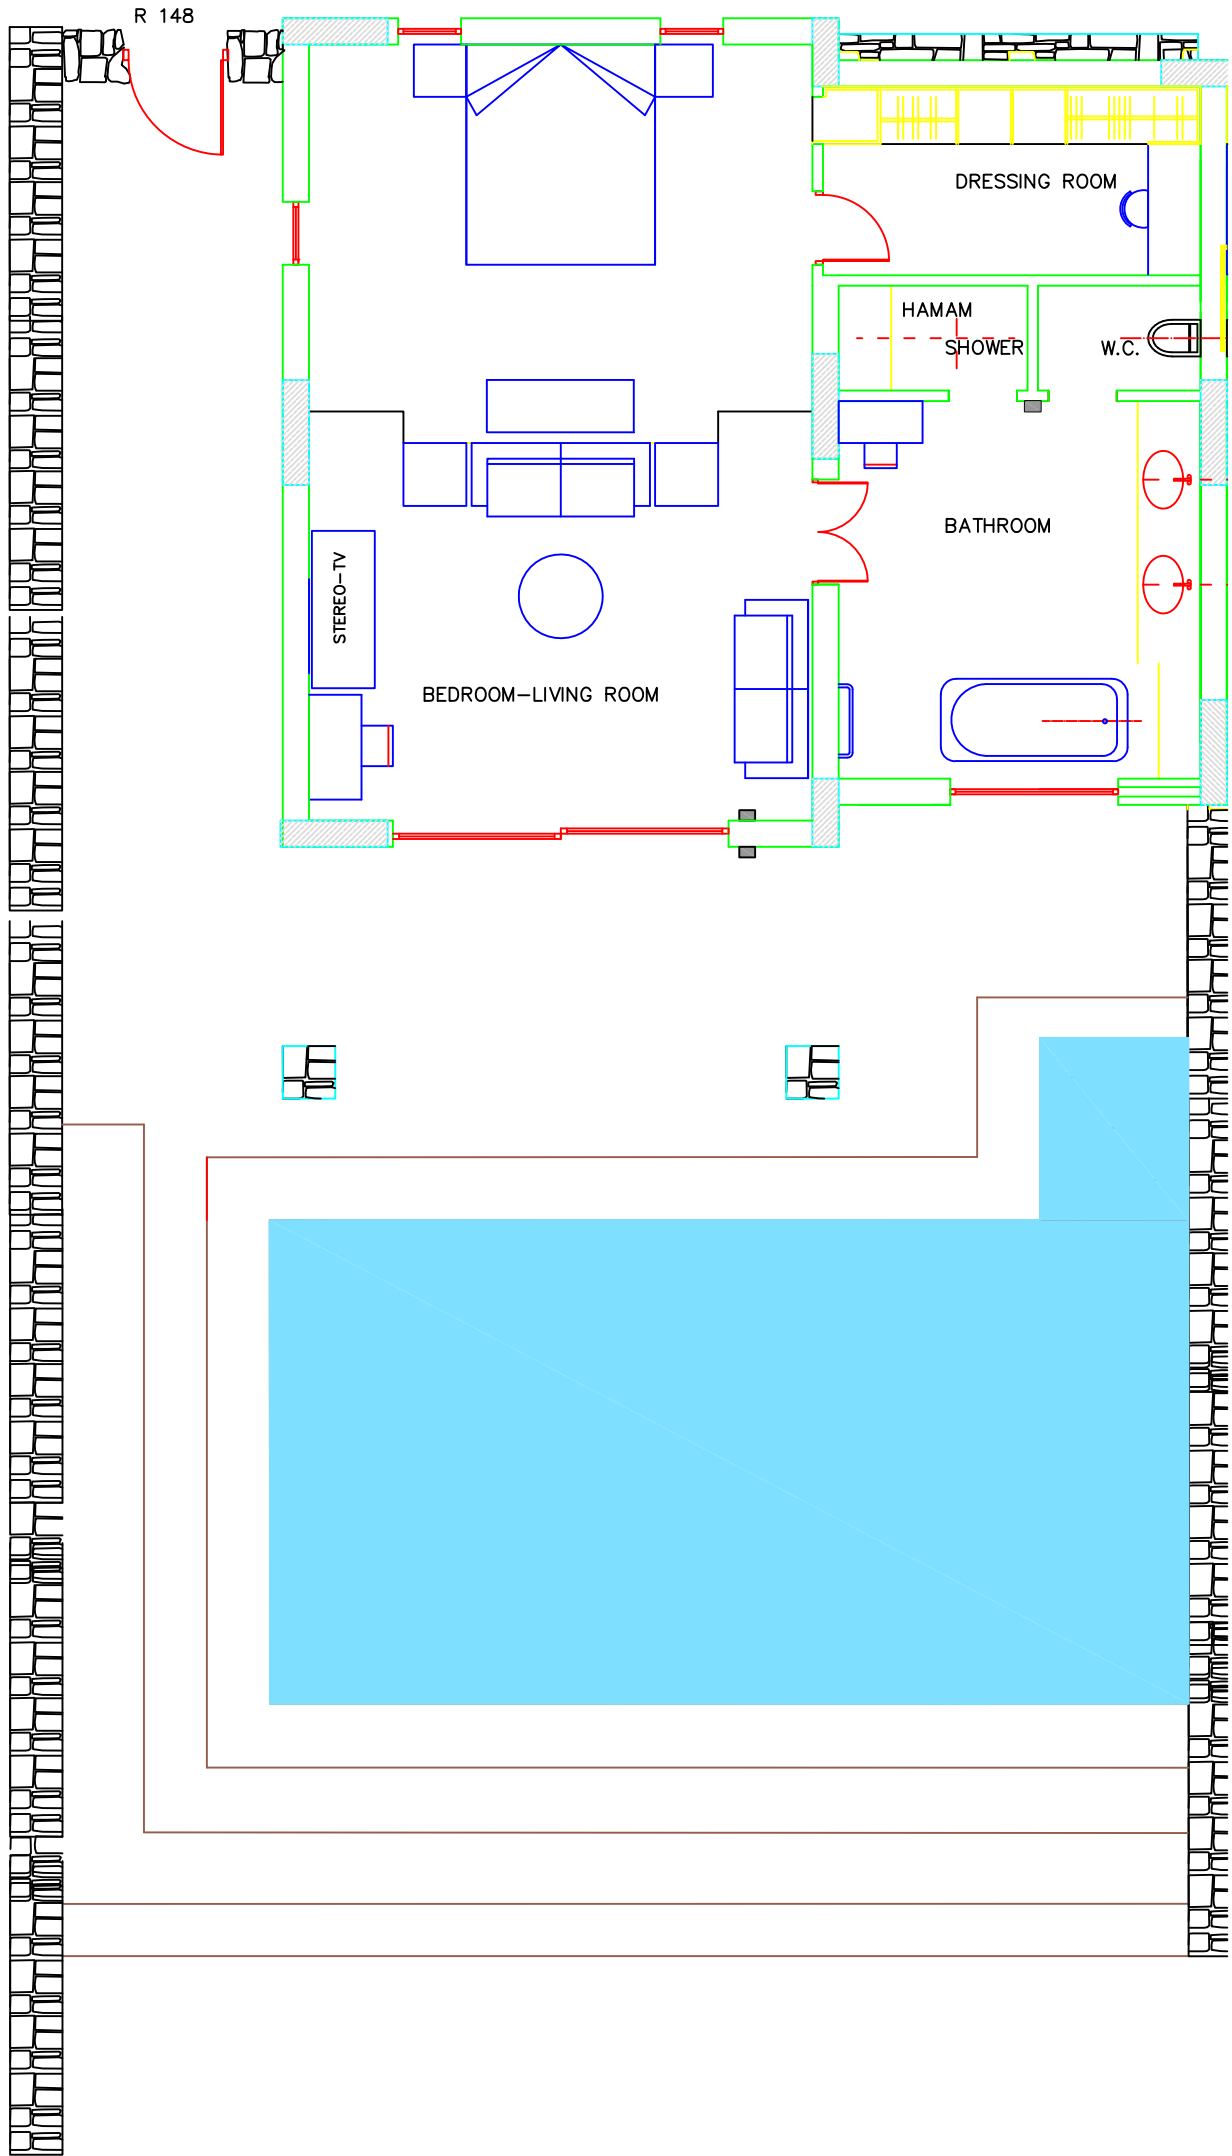 R 148
DRESSING ROOM
HAMAM
SHOWER
W.C.
BATHROOM
STEREO-TV
BEDROOM-LIVING ROOM